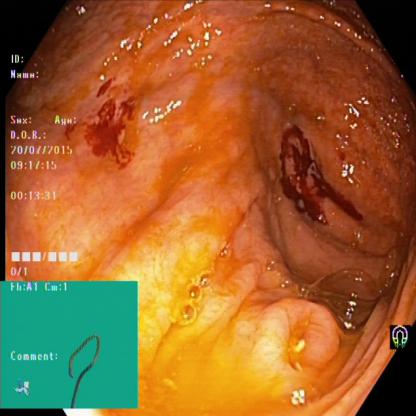 ID:
Name:
Sex: Age:
D.O.B.:
20/07/2015
09:17:15
00:13:31
■■■/■■■
0/1
Eh:A1 Cm:1
Comment: